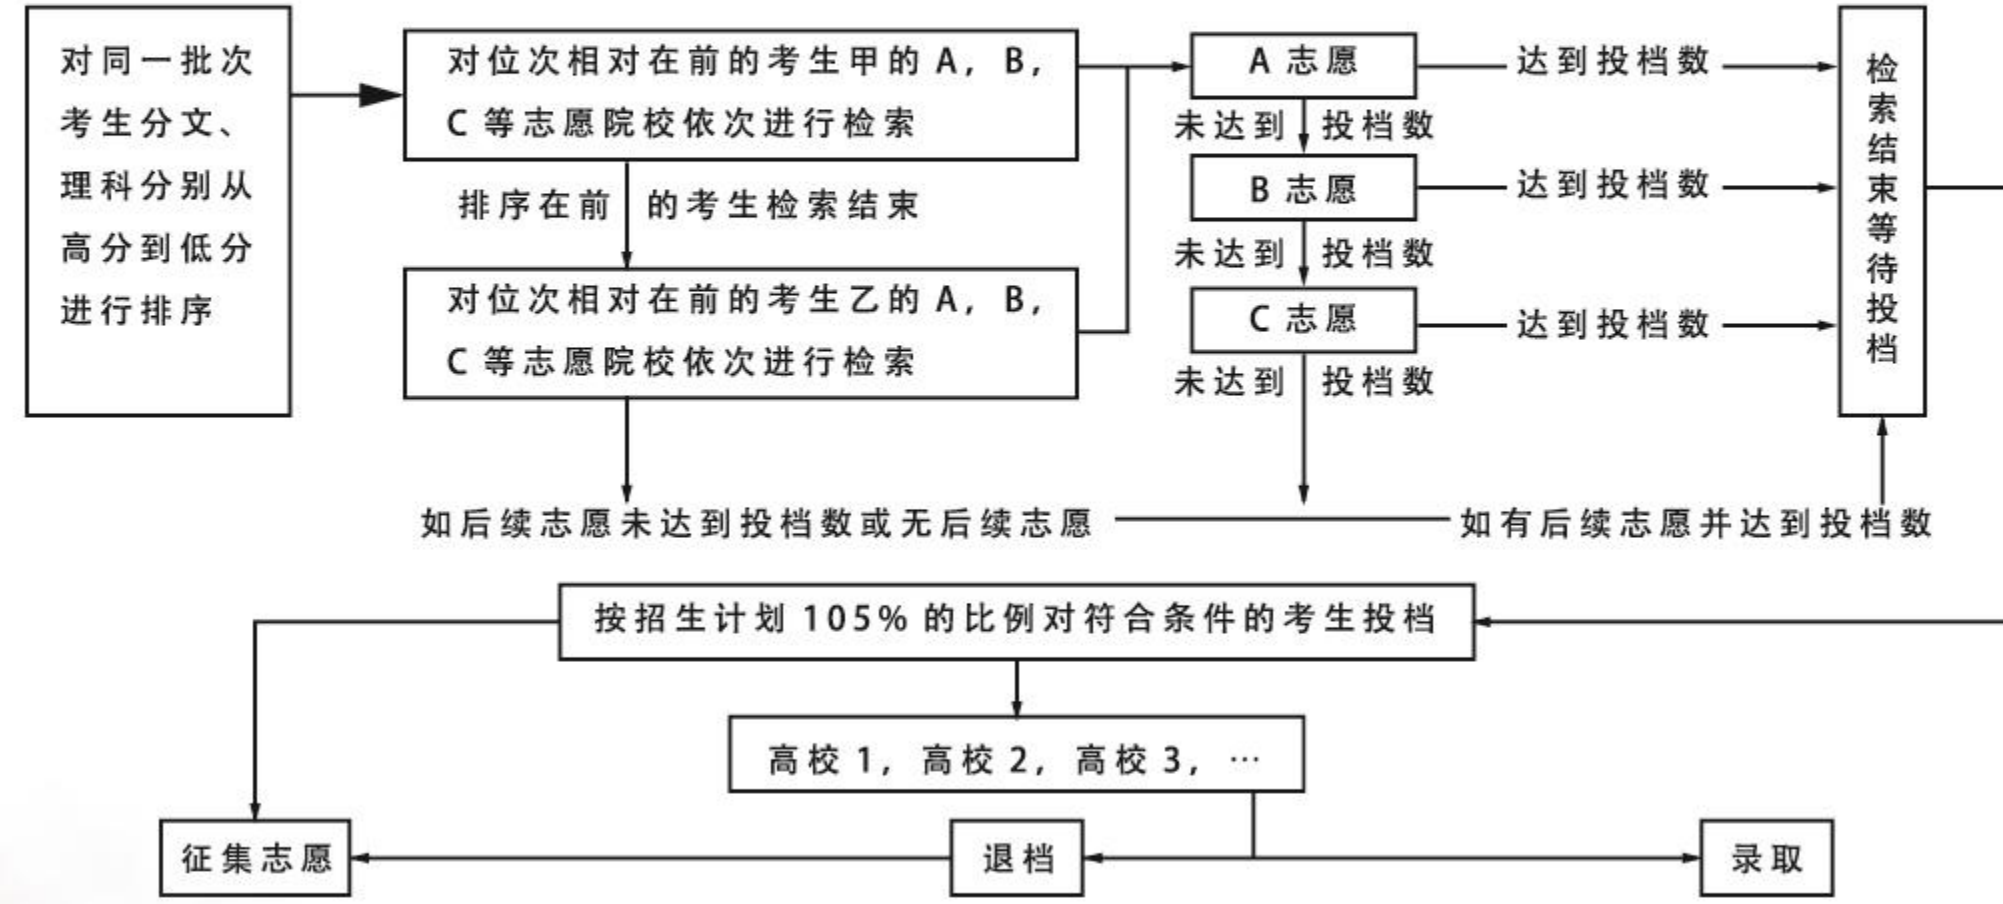 对同一批次
考生分文、
理科分别从
高分到低分
进行排序
对位次相对在前的考生甲的 A，B，
C 等志愿院校依次进行检索
排序在前 的考生检索结束
对位次相对在前的考生乙的 A，B，
C 等志愿院校依次进行检索
A 志愿
达到投档数
未达到 投档数
B 志愿
达到投档数
未达到 投档数
C 志愿
达到投档数
未达到 投档数
检索结束等待投档
如后续志愿未达到投档数或无后续志愿
如有后续志愿并达到投档数
按招生计划 105% 的比例对符合条件的考生投档
高校 1，高校 2，高校 3，…
征集志愿
退档
录取